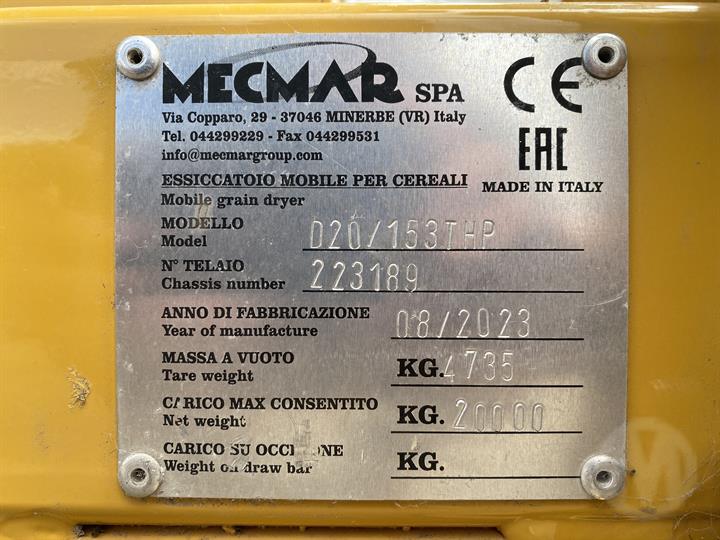 MECMAR SPA
Via Copparo, 29 - 37046 MINERBE (VR) Italy
Tel. 044299229 - Fax 044299531
info@mecmargroup.com
CE
EAC
MADE IN ITALY
ESSICCATOIO MOBILE PER CEREALI
Mobile grain dryer
MODELLO
Model D20/153THP
N° TELAIO
Chassis number 223189
ANNO DI FABBRICAZIONE
Year of manufacture 08/2023
MASSA A VUOTO
Tare weight KG. 4735
CARICO MAX CONSENTITO
Net weight KG. 20000
CARICO SU
Weight on draw bar KG.
M